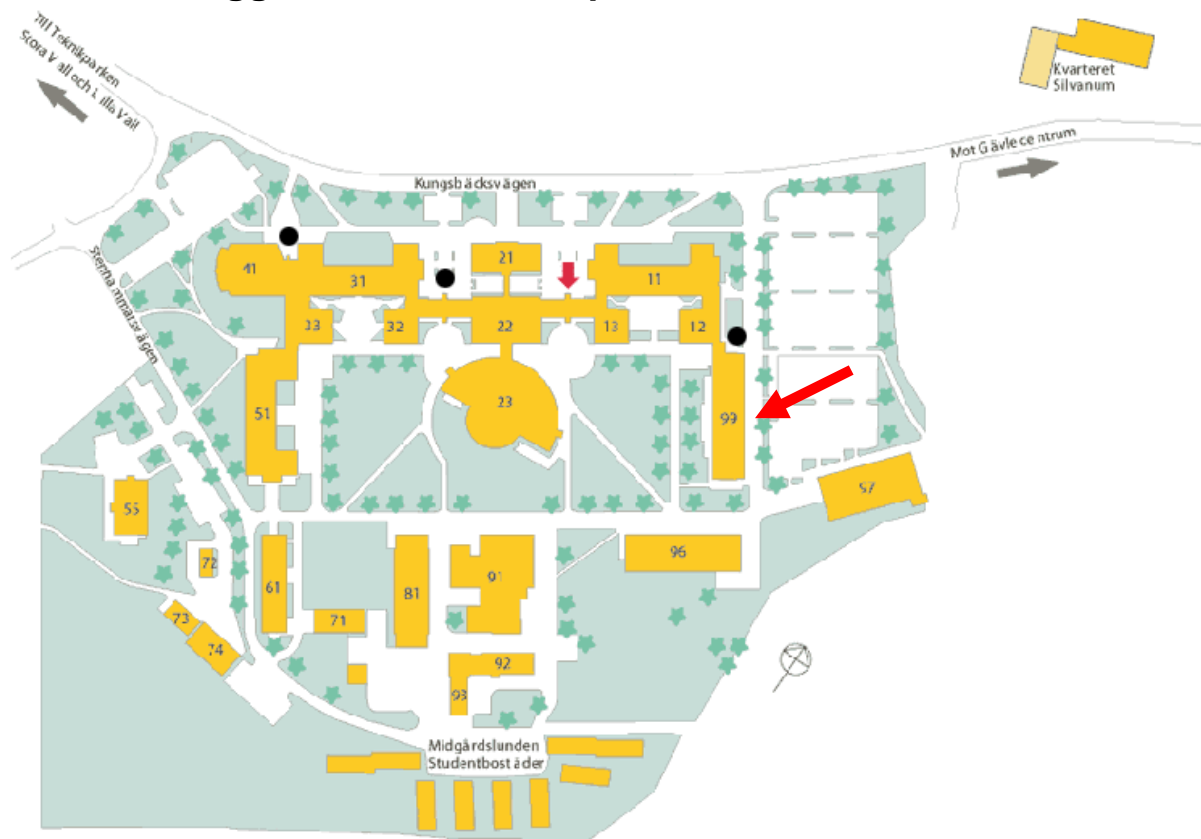 Till Teknikparken
Stora Vall och Lilla Vall
Kvarteret
Silvanum
Mot Gävle centrum
Kungsbäcksvägen
Stenhammarsvägen
21
41
31
11
33
32
22
13
12
51
23
99
97
55
72
61
81
91
96
73
71
74
92
93
Midgårdslunden
Studentbostäder